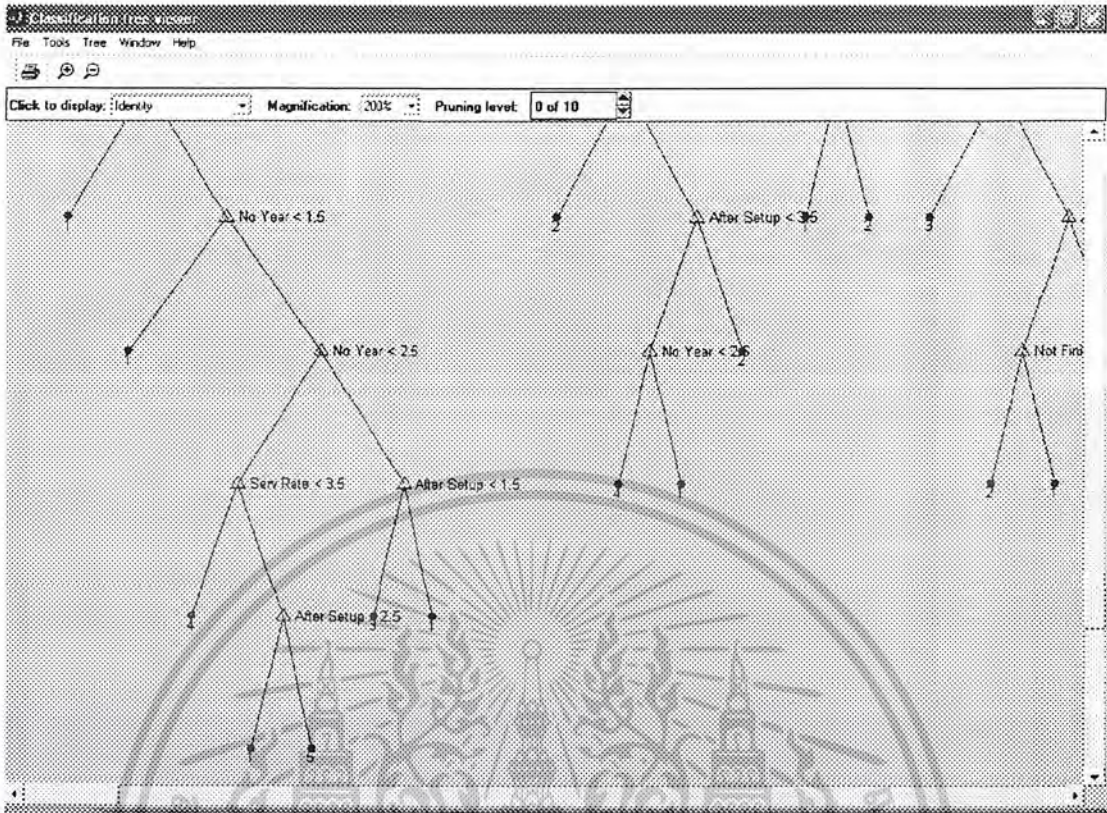 Classification tree viewer
File Tools Tree Window Help
Click to display: Identity Magnification: 200% Pruning level: 0 of 10
1 No Year < 1.5 2 After Setup < 3.5 1 2 3
1 No Year < 2.5 No Year < 2.5 2 Not Fini
Serv Rate < 3.5 After Setup < 1.5 4 1 2 1
4 After Setup < 2.5 3 1
1 5